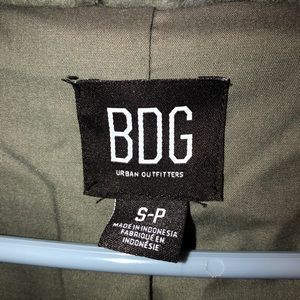 BDG
URBAN OUTFITTERS
S-P
MADE IN INDONESIA
FABRIQUÉ EN
INDONÉSIE